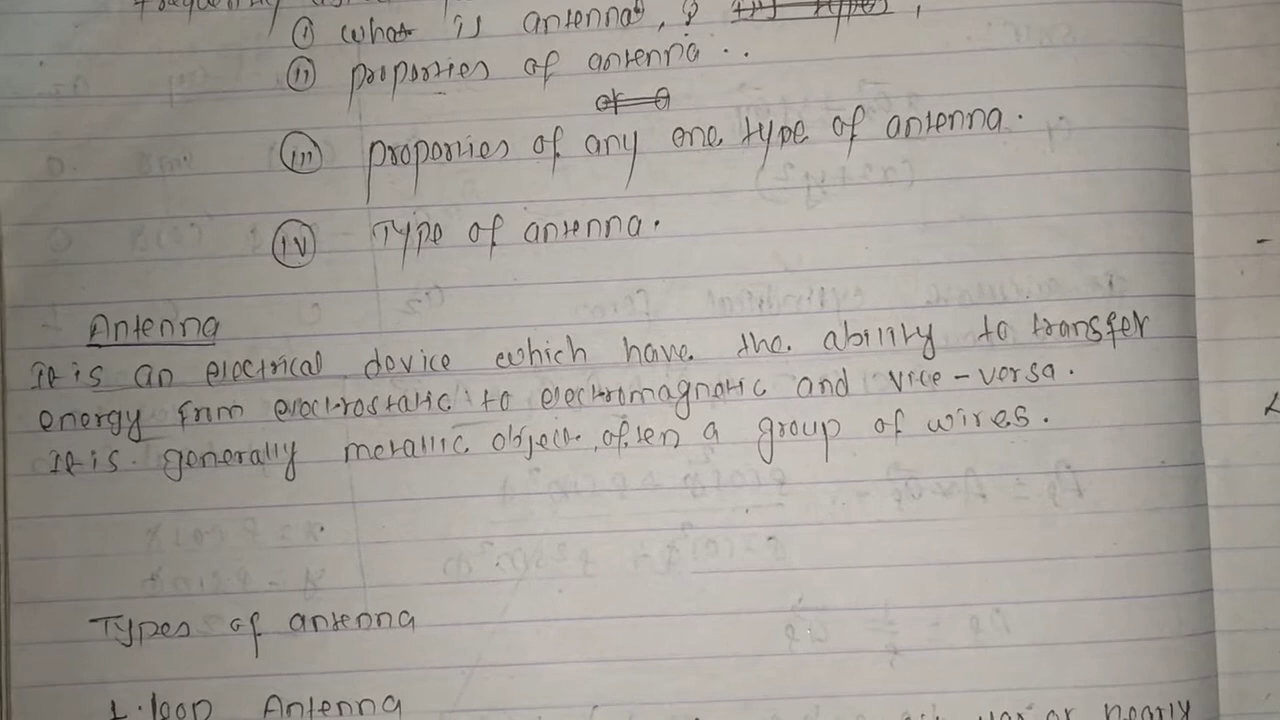 (i) what is antenna, ?
(ii) properties of antenna ..
(iii) properties of any one type of antenna.
(iv) Type of antenna.
Antenna
It is an electrical device which have the ability to transfer
energy from electrostatic to electromagnetic and vice-versa.
It is generally metallic object often a group of wires.
Types of antenna
1. loop Antenna
or nearly